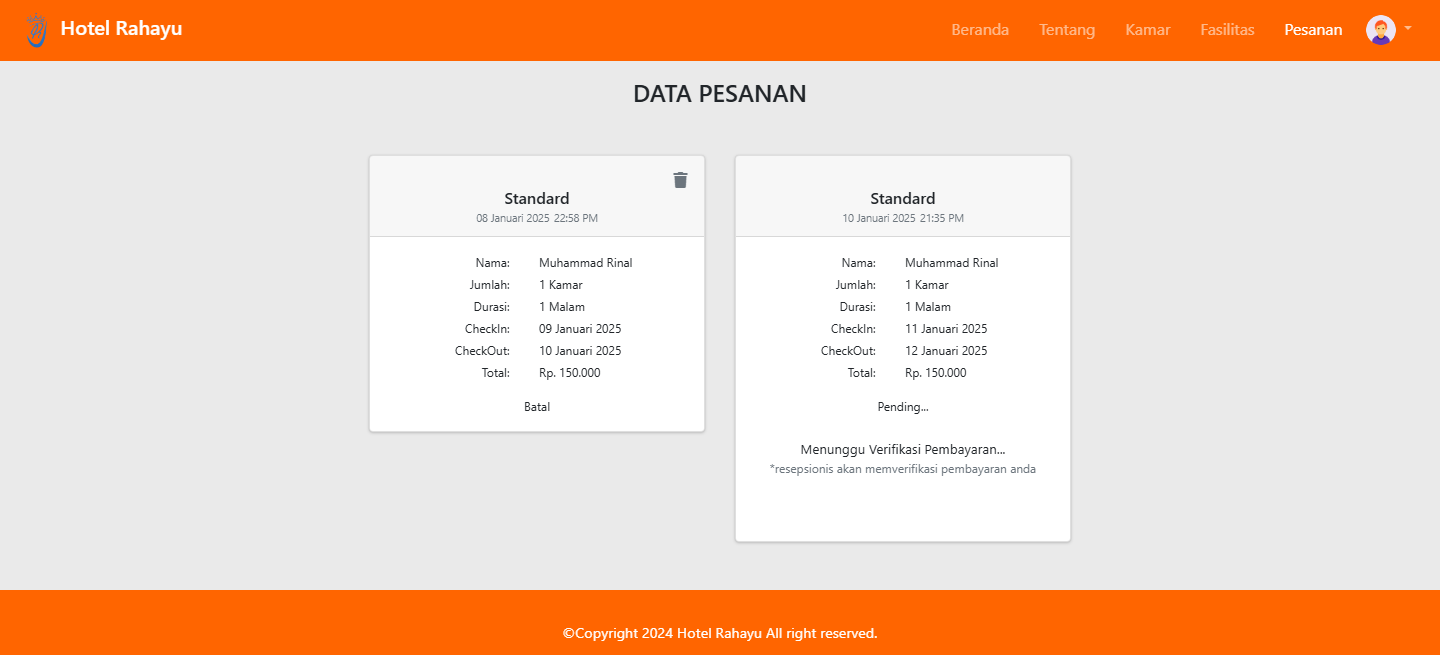 Hotel Rahayu
Beranda Tentang Kamar Fasilitas Pesanan
DATA PESANAN
Standard
08 Januari 2025 22:58 PM
Nama: Muhammad Rinal
Jumlah: 1 Kamar
Durasi: 1 Malam
CheckIn: 09 Januari 2025
CheckOut: 10 Januari 2025
Total: Rp. 150.000
Batal
Standard
10 Januari 2025 21:35 PM
Nama: Muhammad Rinal
Jumlah: 1 Kamar
Durasi: 1 Malam
CheckIn: 11 Januari 2025
CheckOut: 12 Januari 2025
Total: Rp. 150.000
Pending...
Menunggu Verifikasi Pembayaran...
*resepsionis akan memverifikasi pembayaran anda
©Copyright 2024 Hotel Rahayu All right reserved.